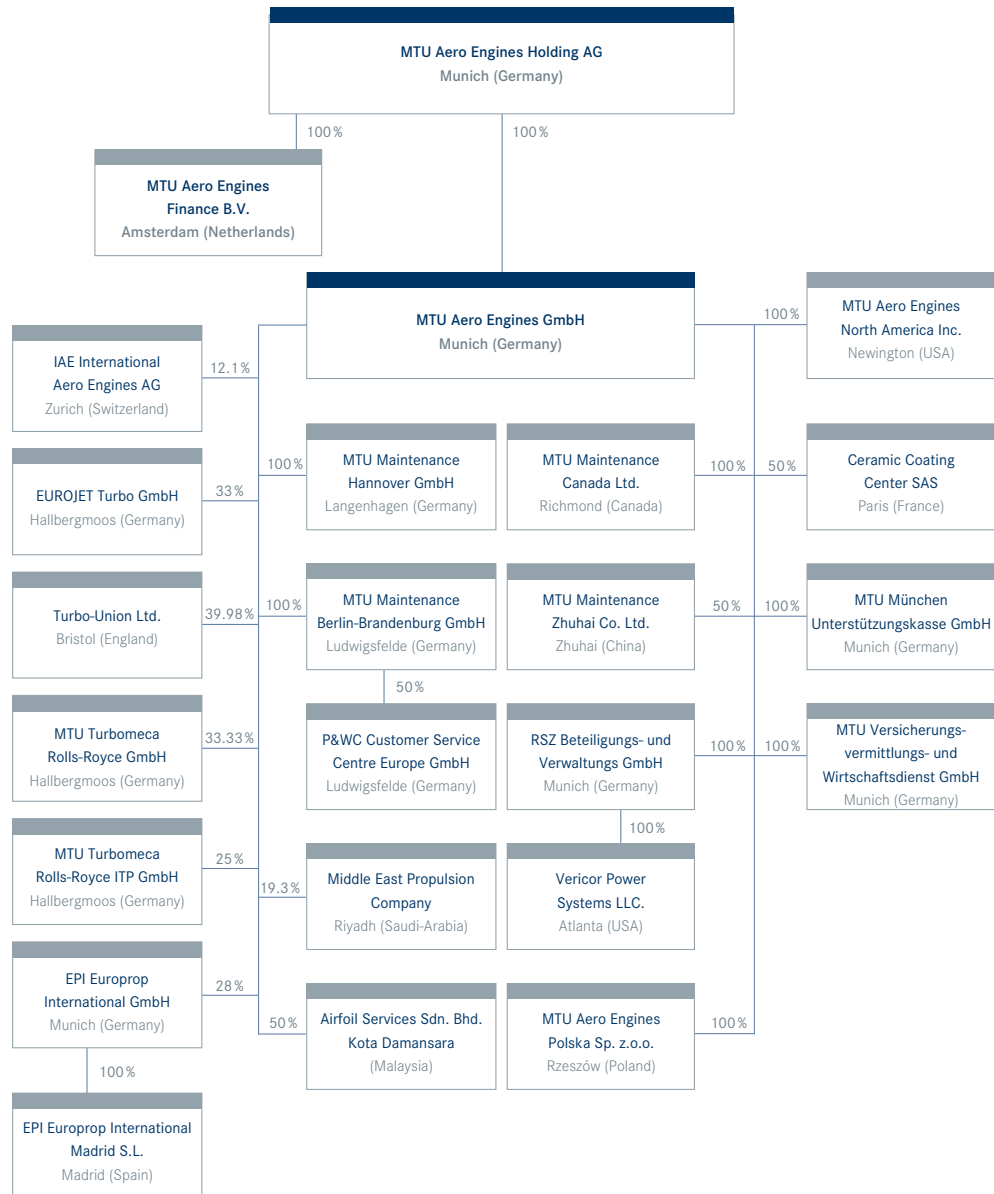 MTU Aero Engines Holding AG
Munich (Germany)
100%
100%
MTU Aero Engines
Finance B.V.
Amsterdam (Netherlands)
MTU Aero Engines GmbH
Munich (Germany)
100%
MTU Aero Engines
North America Inc.
Newington (USA)
IAE International
Aero Engines AG
Zurich (Switzerland)
12.1%
EUROJET Turbo GmbH
Hallbergmoos (Germany)
33%
100%
MTU Maintenance
Hannover GmbH
Langenhagen (Germany)
MTU Maintenance
Canada Ltd.
Richmond (Canada)
100%
50%
Ceramic Coating
Center SAS
Paris (France)
Turbo-Union Ltd.
Bristol (England)
39.98%
100%
MTU Maintenance
Berlin-Brandenburg GmbH
Ludwigsfelde (Germany)
MTU Maintenance
Zhuhai Co. Ltd.
Zhuhai (China)
50%
100%
MTU München
Unterstützungskasse GmbH
Munich (Germany)
50%
MTU Turbomeca
Rolls-Royce GmbH
Hallbergmoos (Germany)
33.33%
P&WC Customer Service
Centre Europe GmbH
Ludwigsfelde (Germany)
RSZ Beteiligungs- und
Verwaltungs GmbH
Munich (Germany)
100%
100%
MTU Versicherungs-
vermittlungs- und
Wirtschaftsdienst GmbH
Munich (Germany)
100%
MTU Turbomeca
Rolls-Royce ITP GmbH
Hallbergmoos (Germany)
25%
19.3%
Middle East Propulsion
Company
Riyadh (Saudi-Arabia)
Vericor Power
Systems LLC.
Atlanta (USA)
EPI Europrop
International GmbH
Munich (Germany)
28%
50%
Airfoil Services Sdn. Bhd.
Kota Damansara
(Malaysia)
MTU Aero Engines
Polska Sp. z.o.o.
Rzeszów (Poland)
100%
100%
EPI Europrop International
Madrid S.L.
Madrid (Spain)